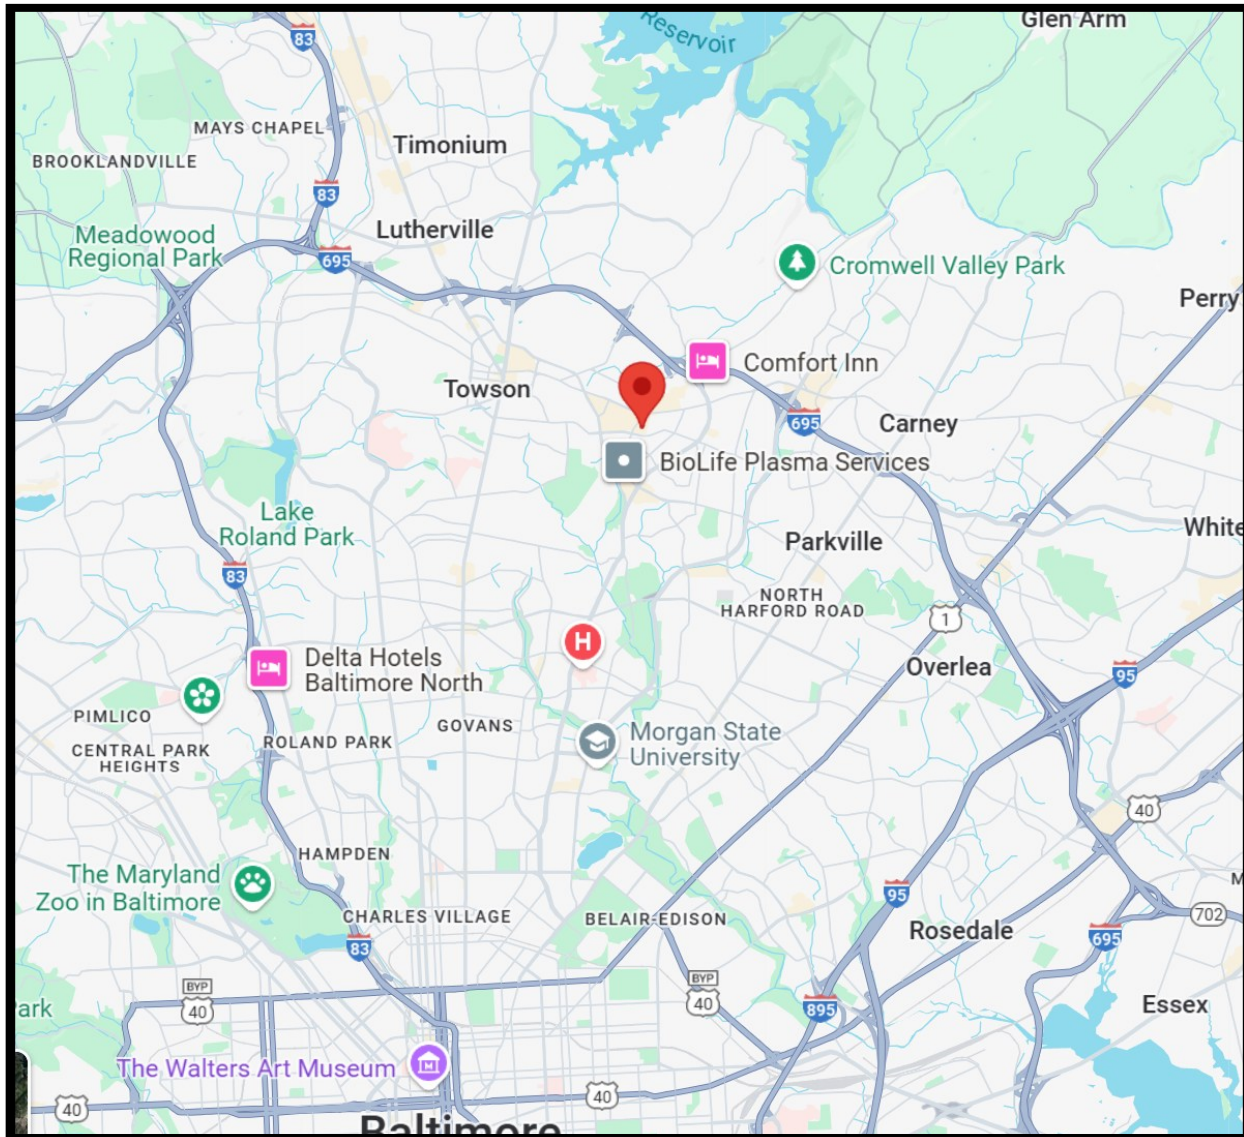 Reservoir
Glen Arm
83
MAYS CHAPEL
Timonium
BROOKLANDVILLE
83
Lutherville
Meadowood
Regional Park
695
Cromwell Valley Park
Perry
Comfort Inn
Towson
695
Carney
BioLife Plasma Services
Lake
Roland Park
White
Parkville
83
NORTH
HARFORD ROAD
1
H
Delta Hotels
Baltimore North
Overlea
95
PIMLICO
GOVANS
Morgan State
University
CENTRAL PARK
HEIGHTS
ROLAND PARK
40
HAMPDEN
The Maryland
Zoo in Baltimore
95
M
CHARLES VILLAGE
BELAIR-EDISON
702
Rosedale
83
695
BYP
40
BYP
40
895
ark
Essex
The Walters Art Museum
40
40
Baltimore